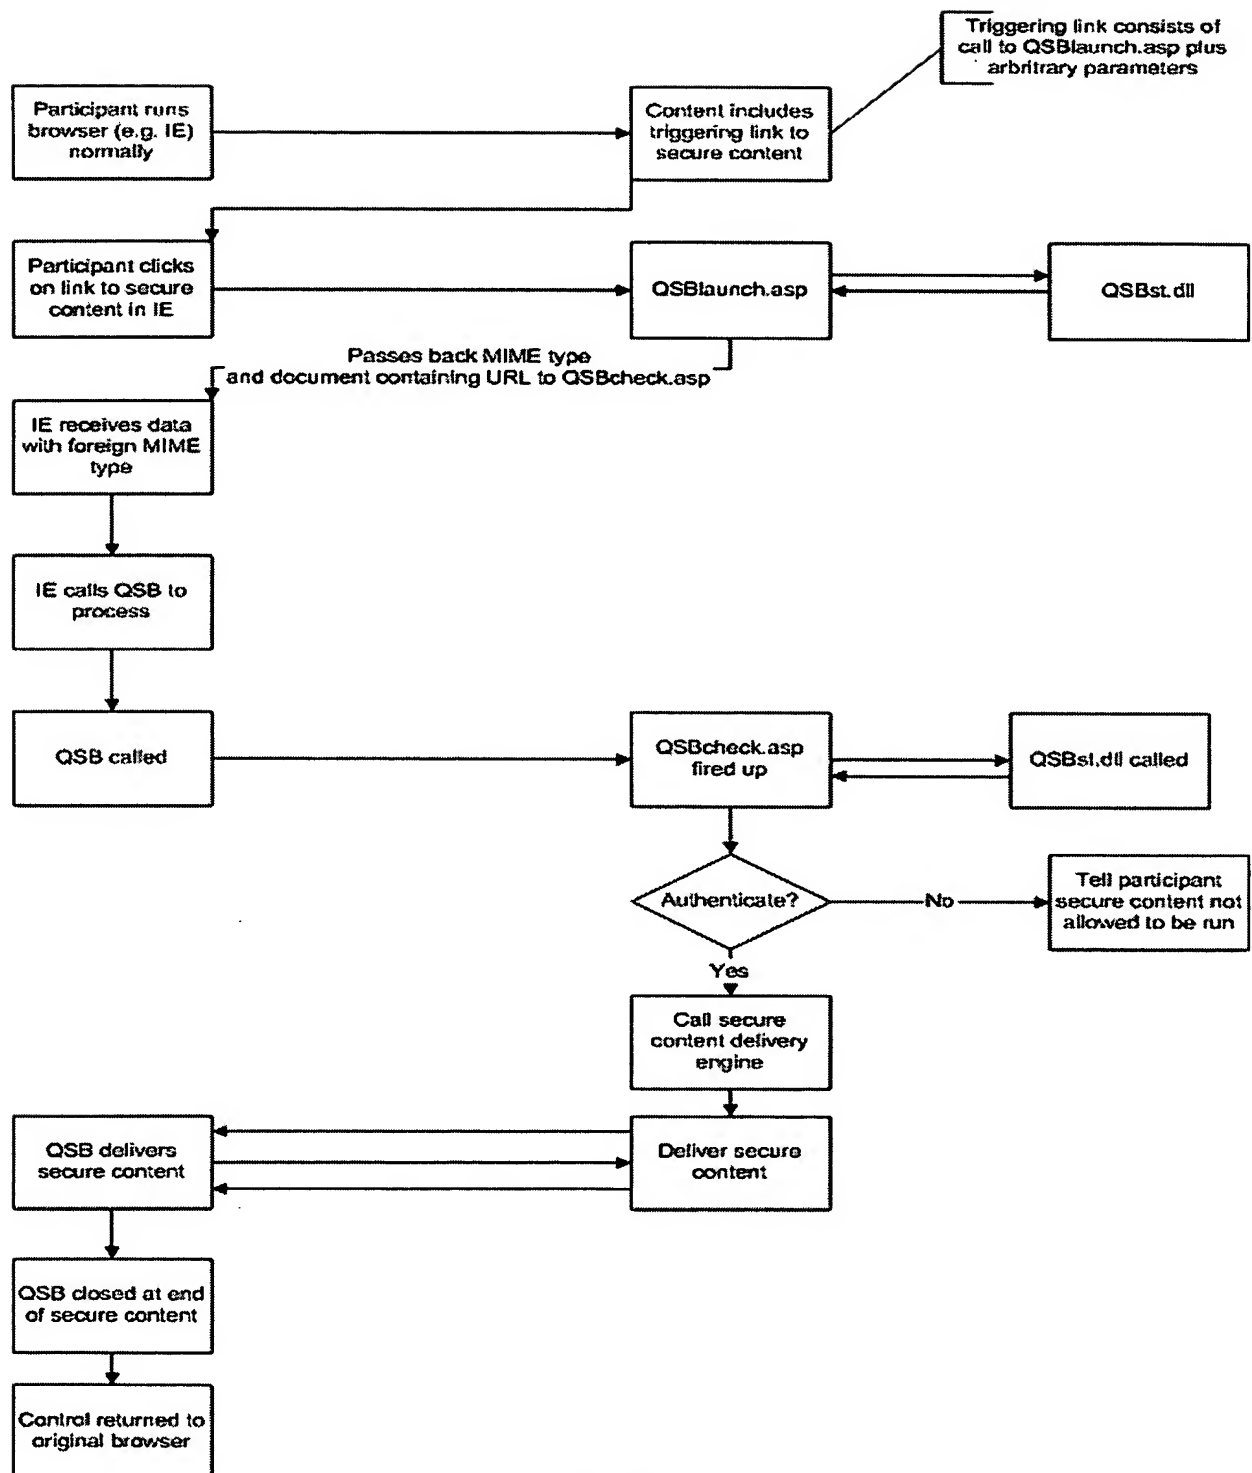 Triggering link consists of
call to QSBlaunch.asp plus
arbritrary parameters
Participant runs
browser (e.g. IE)
normally
Content includes
triggering link to
secure content
Participant clicks
on link to secure
content in IE
QSBlaunch.asp
QSBst.dll
Passes back MIME type
and document containing URL to QSBcheck.asp
IE receives data
with foreign MIME
type
IE calls QSB to
process
QSB called
QSBcheck.asp
fired up
QSBst.dll called
Authenticate?
No
Tell participant
secure content not
allowed to be run
Yes
Call secure
content delivery
engine
QSB delivers
secure content
Deliver secure
content
QSB closed at end
of secure content
Control returned to
original browser